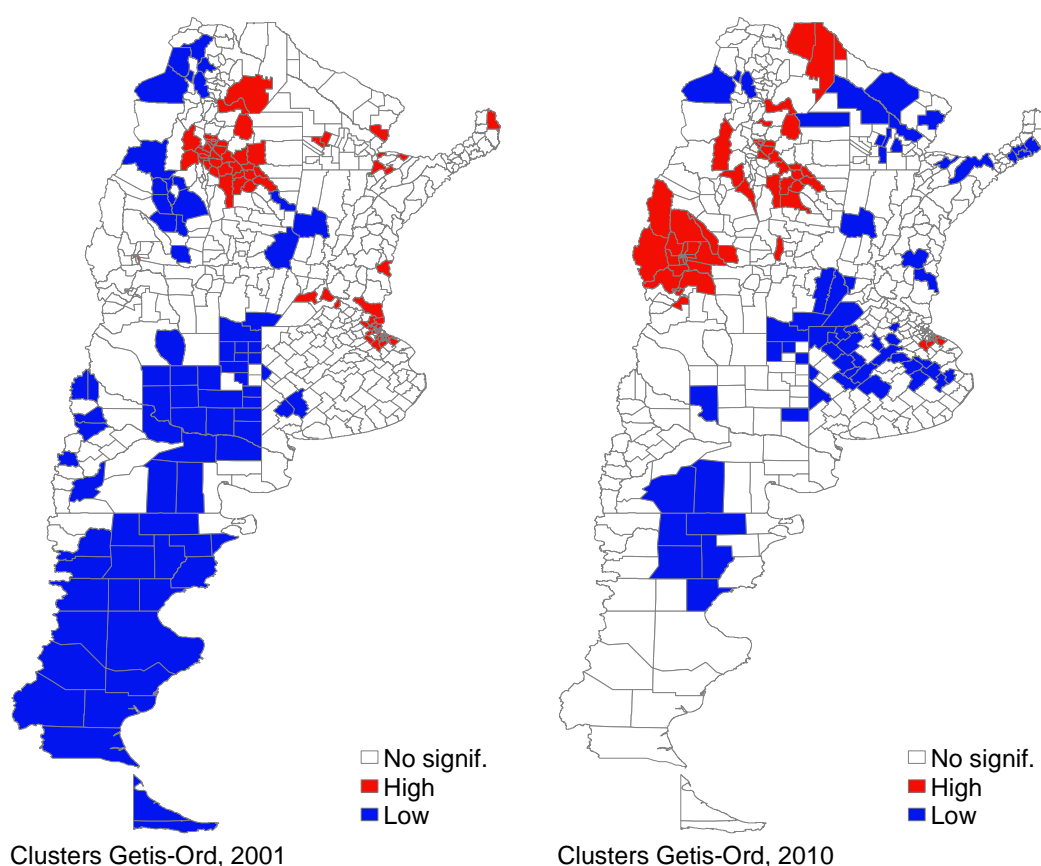 No signif.
High
Low
Clusters Getis-Ord, 2001
No signif.
High
Low
Clusters Getis-Ord, 2010